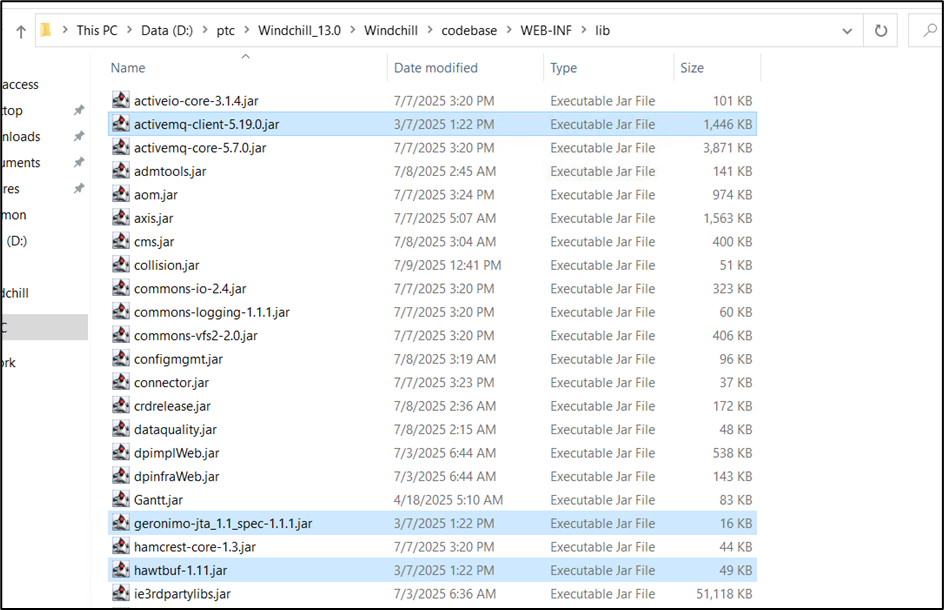 This PC > Data (D:) > ptc > Windchill_13.0 > Windchill > codebase > WEB-INF > lib
Name Date modified Type Size
access
top
nloads
uments
res
mon
(D:)
dchill
C
ork
activeio-core-3.1.4.jar 7/7/2025 3:20 PM Executable Jar File 101 KB
activemq-client-5.19.0.jar 3/7/2025 1:22 PM Executable Jar File 1,446 KB
activemq-core-5.7.0.jar 7/7/2025 3:20 PM Executable Jar File 3,871 KB
admtools.jar 7/8/2025 2:45 AM Executable Jar File 141 KB
aom.jar 7/7/2025 3:24 PM Executable Jar File 974 KB
axis.jar 7/7/2025 5:07 AM Executable Jar File 1,563 KB
cms.jar 7/8/2025 3:04 AM Executable Jar File 400 KB
collision.jar 7/9/2025 12:41 PM Executable Jar File 51 KB
commons-io-2.4.jar 7/7/2025 3:20 PM Executable Jar File 323 KB
commons-logging-1.1.1.jar 7/7/2025 3:20 PM Executable Jar File 60 KB
commons-vfs2-2.0.jar 7/7/2025 3:20 PM Executable Jar File 406 KB
configmgmt.jar 7/8/2025 3:19 AM Executable Jar File 96 KB
connector.jar 7/7/2025 3:23 PM Executable Jar File 37 KB
crdrelease.jar 7/8/2025 2:36 AM Executable Jar File 172 KB
dataquality.jar 7/8/2025 2:15 AM Executable Jar File 48 KB
dpimplWeb.jar 7/3/2025 6:44 AM Executable Jar File 538 KB
dpinfraWeb.jar 7/3/2025 6:44 AM Executable Jar File 143 KB
Gantt.jar 4/18/2025 5:10 AM Executable Jar File 83 KB
geronimo-jta_1.1_spec-1.1.1.jar 3/7/2025 1:22 PM Executable Jar File 16 KB
hamcrest-core-1.3.jar 7/7/2025 3:20 PM Executable Jar File 44 KB
hawtbuf-1.11.jar 3/7/2025 1:22 PM Executable Jar File 49 KB
ie3rdpartylibs.jar 7/3/2025 6:36 AM Executable Jar File 51,118 KB